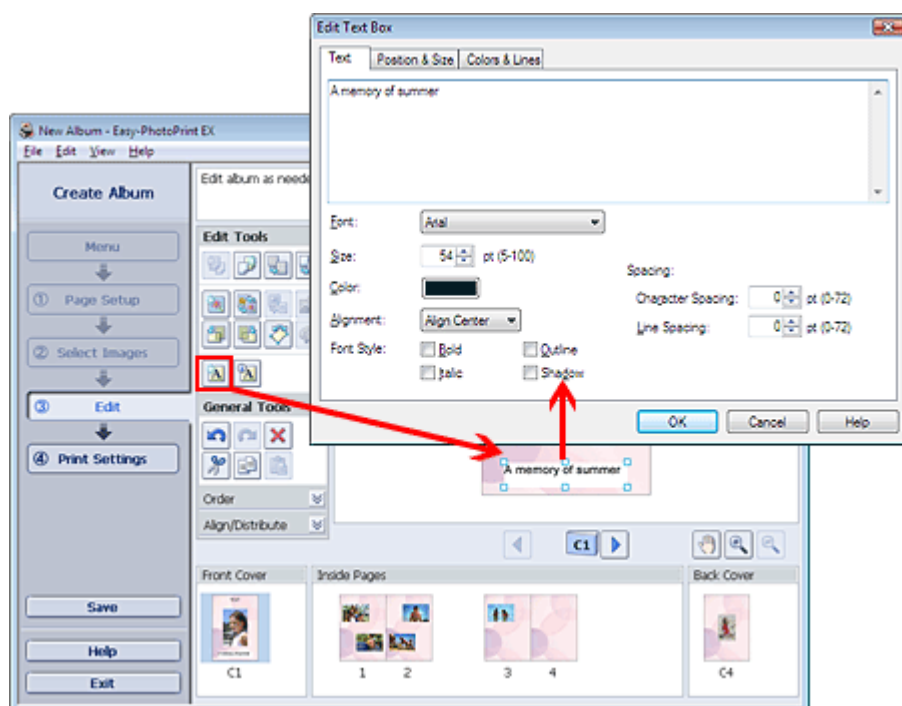 Edit Text Box
Text Position & Size Colors & Lines
A memory of summer
Font: Arial
Size: 54 pt (5-100)
Color:
Alignment: Align Center
Font Style: Bold Outline
Italic Shadow
Spacing:
Character Spacing: 0 pt (0-72)
Line Spacing: 0 pt (0-72)
OK Cancel Help
New Album - Easy-PhotoPrint EX
File Edit View Help
Create Album
Menu
① Page Setup
② Select Images
③ Edit
④ Print Settings
Save
Help
Exit
Edit album as
Edit Tools
General Tools
Order
Align/Distribute
A memory of summer
C1
Front Cover Inside Pages Back Cover
C1 1 2 3 4 C4